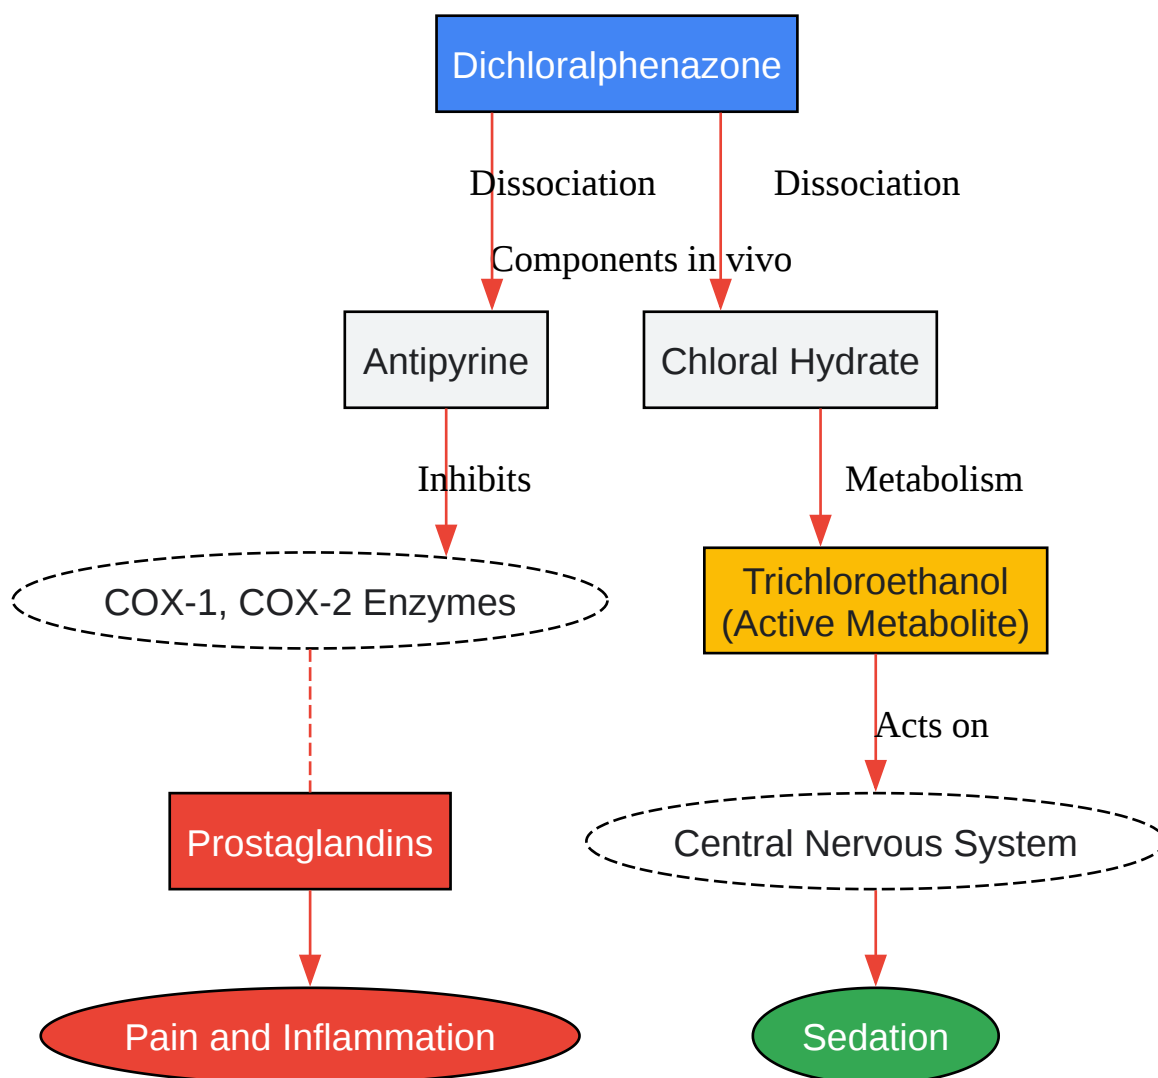 Dichloralphenazone
Dissociation
Dissociation
Components in vivo
Antipyrine
Chloral Hydrate
Inhibits
Metabolism
COX-1, COX-2 Enzymes
Trichloroethanol
(Active Metabolite)
Acts on
Prostaglandins
Central Nervous System
Pain and Inflammation
Sedation